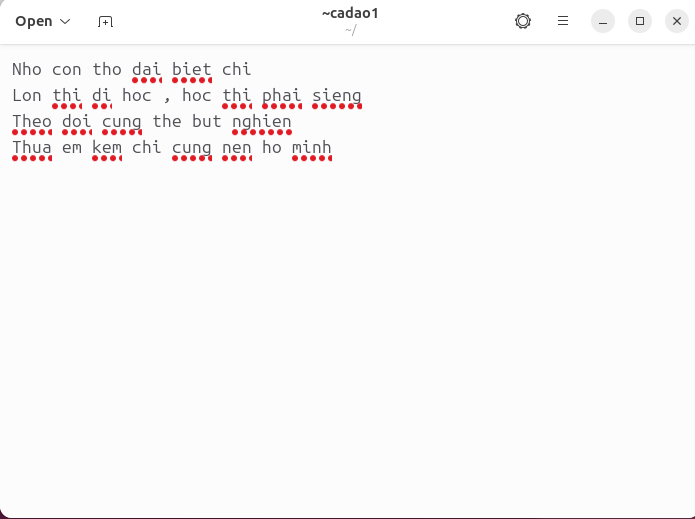 Open
~cadao1
~/
Nho con tho dai biet chi
Lon thi di hoc , hoc thi phai sieng
Theo doi cung the but nghien
Thua em kem chi cung nen ho minh